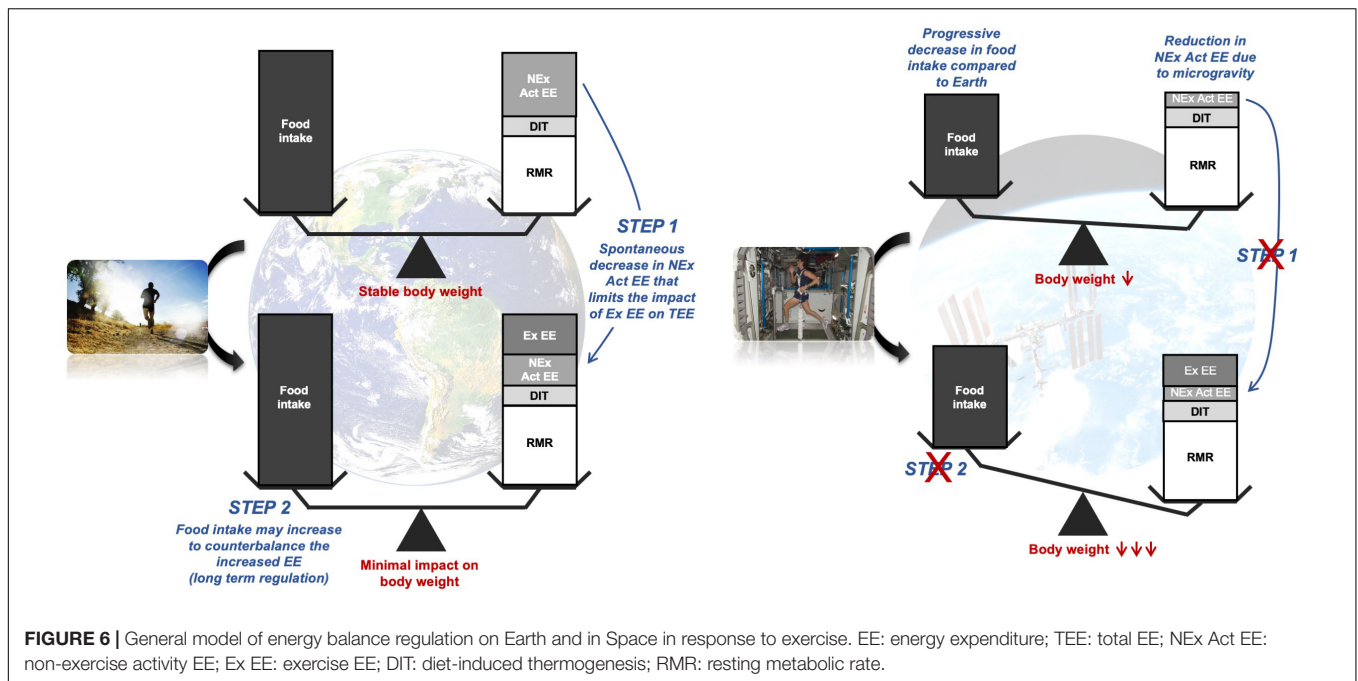 NEx
Act EE
DIT
RMR
Food
intake
STEP 1
Spontaneous
decrease in NEx
Act EE that
limits the impact
of Ex EE on TEE
Stable body weight
Ex EE
NEx
Act EE
DIT
RMR
Food
intake
STEP 2
Food intake may increase
to counterbalance the
increased EE
(long term regulation)
Minimal impact on
body weight
Progressive
decrease in food
intake compared
to Earth
Reduction in
NEx Act EE due
to microgravity
NEx Act EE
DIT
RMR
Food
intake
STEP 1
Body weight ↓
Ex EE
NEx Act EE
DIT
RMR
Food
intake
STEP 2
Body weight ↓ ↓ ↓
FIGURE 6 | General model of energy balance regulation on Earth and in Space in response to exercise. EE: energy expenditure; TEE: total EE; NEx Act EE:
non-exercise activity EE; Ex EE: exercise EE; DIT: diet-induced thermogenesis; RMR: resting metabolic rate.